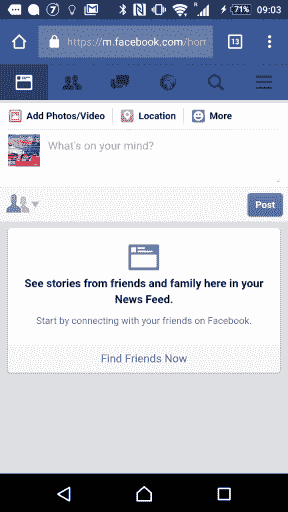 71% 09:03
https://m.facebook.com/hom
13
Add Photos/Video Location More
What's on your mind?
Post
See stories from friends and family here in your
News Feed.
Start by connecting with your friends on Facebook.
Find Friends Now